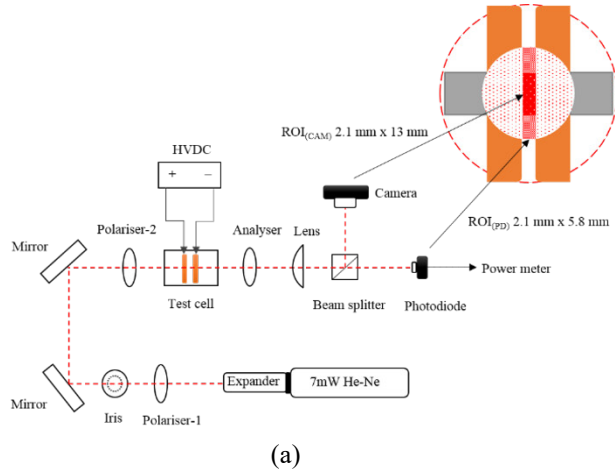 ROI(CAM) 2.1 mm x 13 mm
HVDC
+ −
Camera
Polariser-2
Analyser
Lens
ROI(PD) 2.1 mm x 5.8 mm
Mirror
Power meter
Test cell
Beam splitter
Photodiode
Expander
7mW He-Ne
Mirror
Iris
Polariser-1
(a)